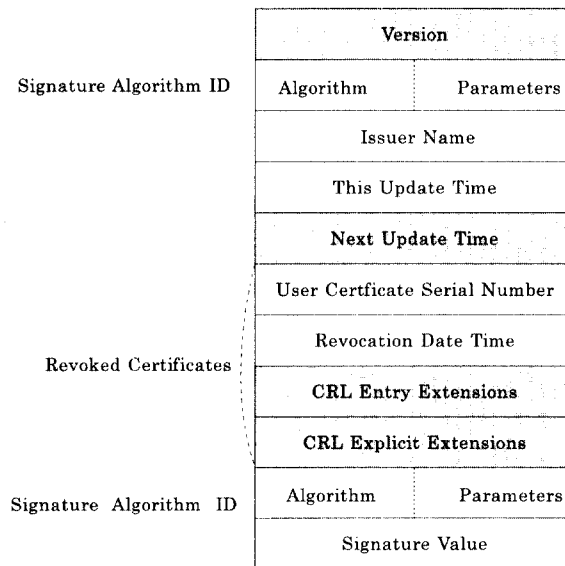 Version
Signature Algorithm ID Algorithm Parameters
Issuer Name
This Update Time
Next Update Time
User Certficate Serial Number
Revocation Date Time
Revoked Certificates
CRL Entry Extensions
CRL Explicit Extensions
Signature Algorithm ID Algorithm Parameters
Signature Value